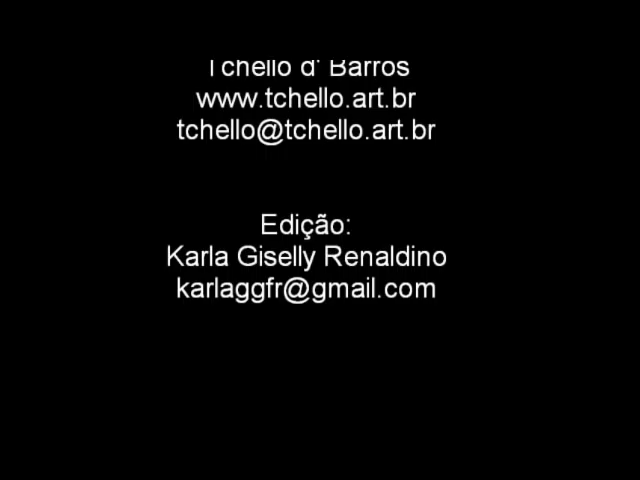 Tchello d' Barros
www.tchello.art.br
tchello@tchello.art.br
Edição:
Karla Giselly Renaldino
karlaggfr@gmail.com